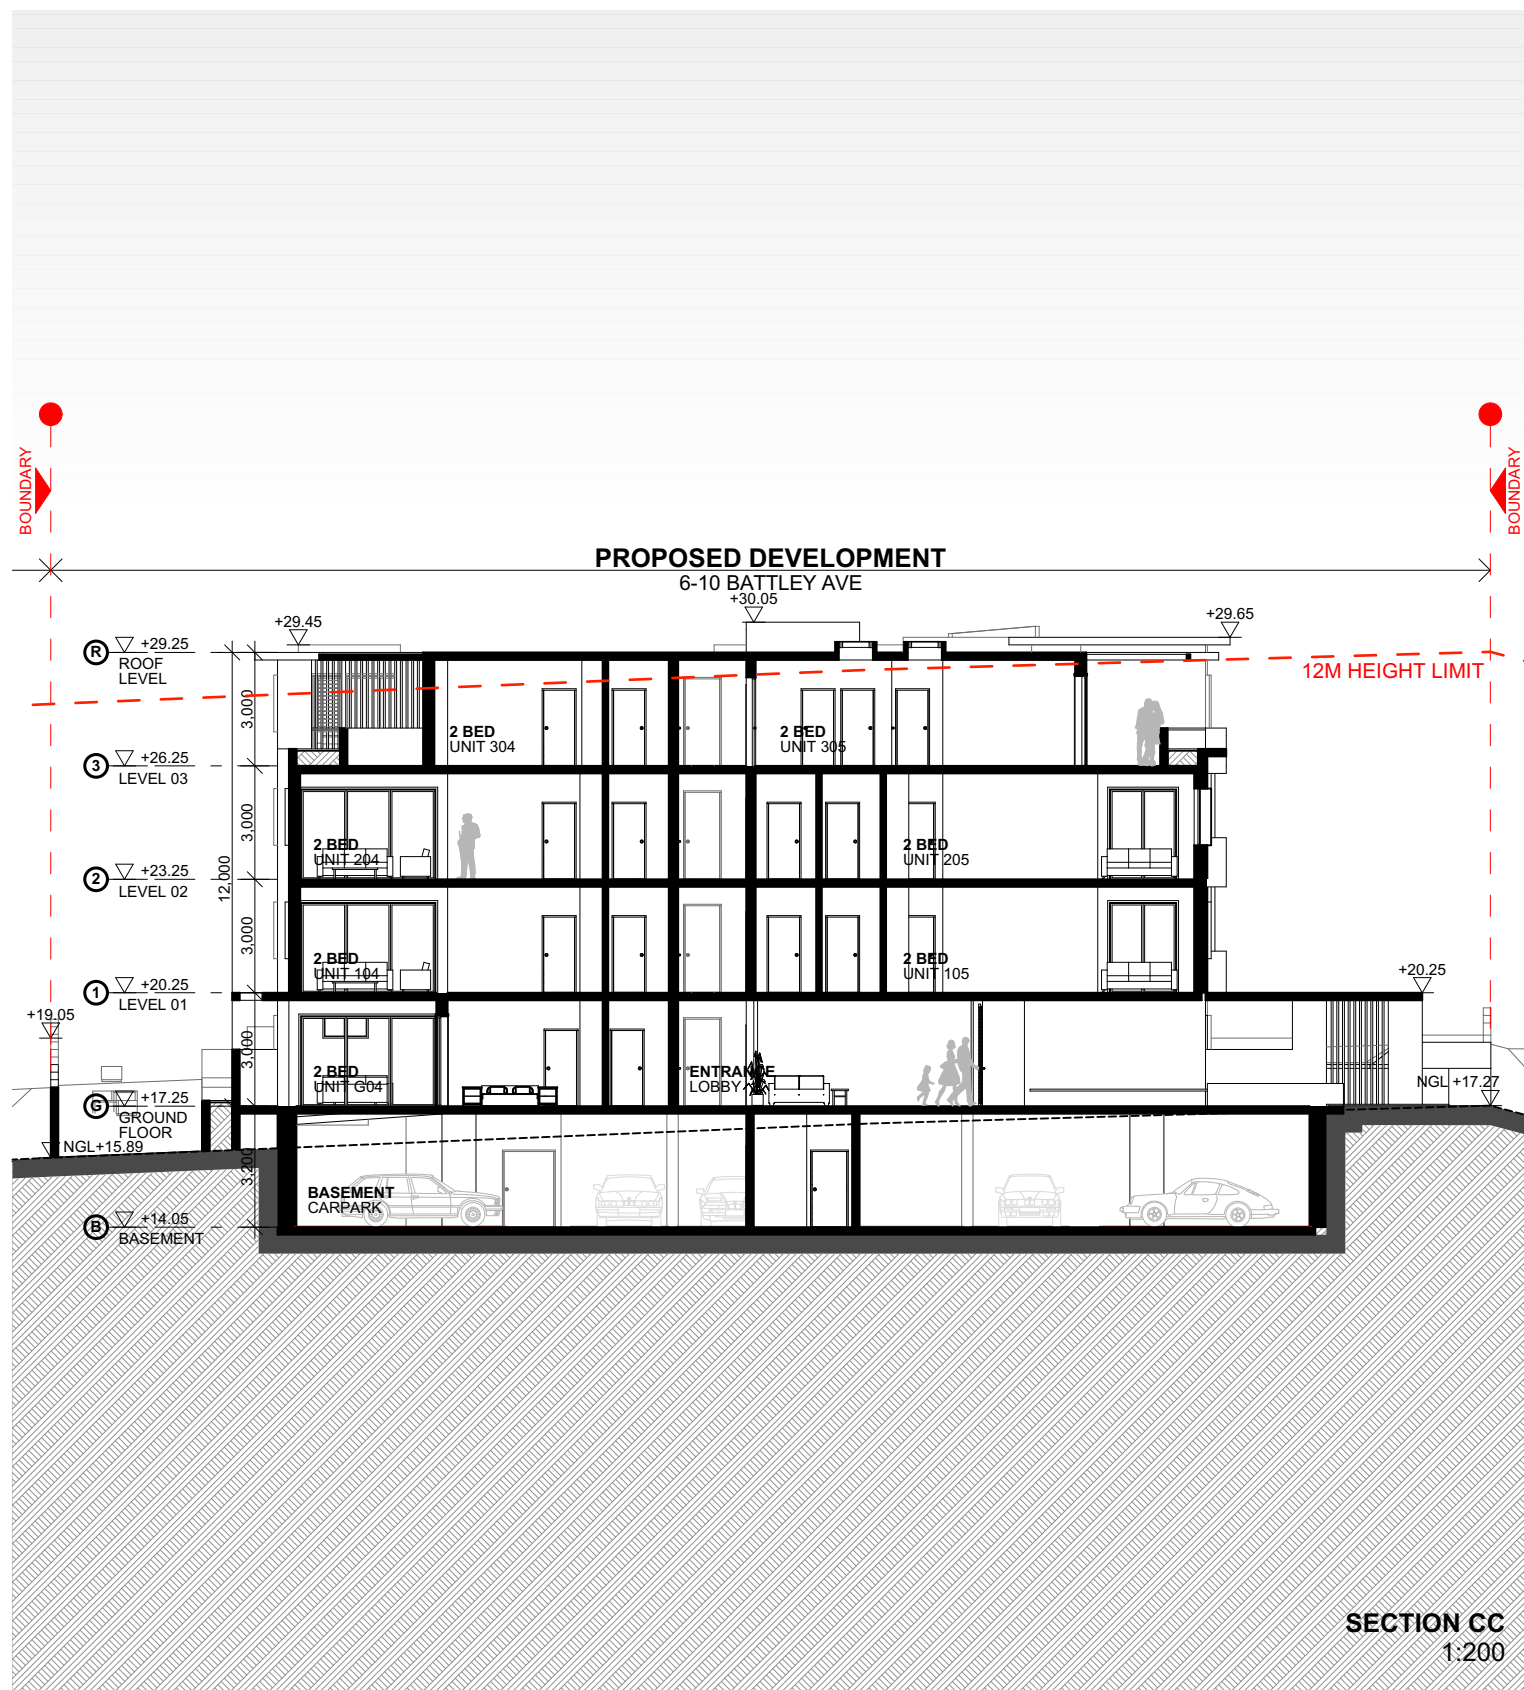 BOUNDARY
BOUNDARY
PROPOSED DEVELOPMENT
6-10 BATTLEY AVE
+30.05
+29.45
+29.65
R
+29.25
ROOF
LEVEL
12M HEIGHT LIMIT
3,000
2 BED
UNIT 304
2 BED
UNIT 305
3
+26.25
LEVEL 03
3,000
2 BED
UNIT 204
2 BED
UNIT 205
2
+23.25
LEVEL 02
12,000
3,000
2 BED
UNIT 104
2 BED
UNIT 105
1
+20.25
LEVEL 01
+20.25
+19.05
3,000
2 BED
UNIT G04
ENTRANCE
LOBBY
NGL +17.27
G
+17.25
GROUND
FLOOR
NGL+15.89
3,200
BASEMENT
CARPARK
B
+14.05
BASEMENT
SECTION CC
1:200